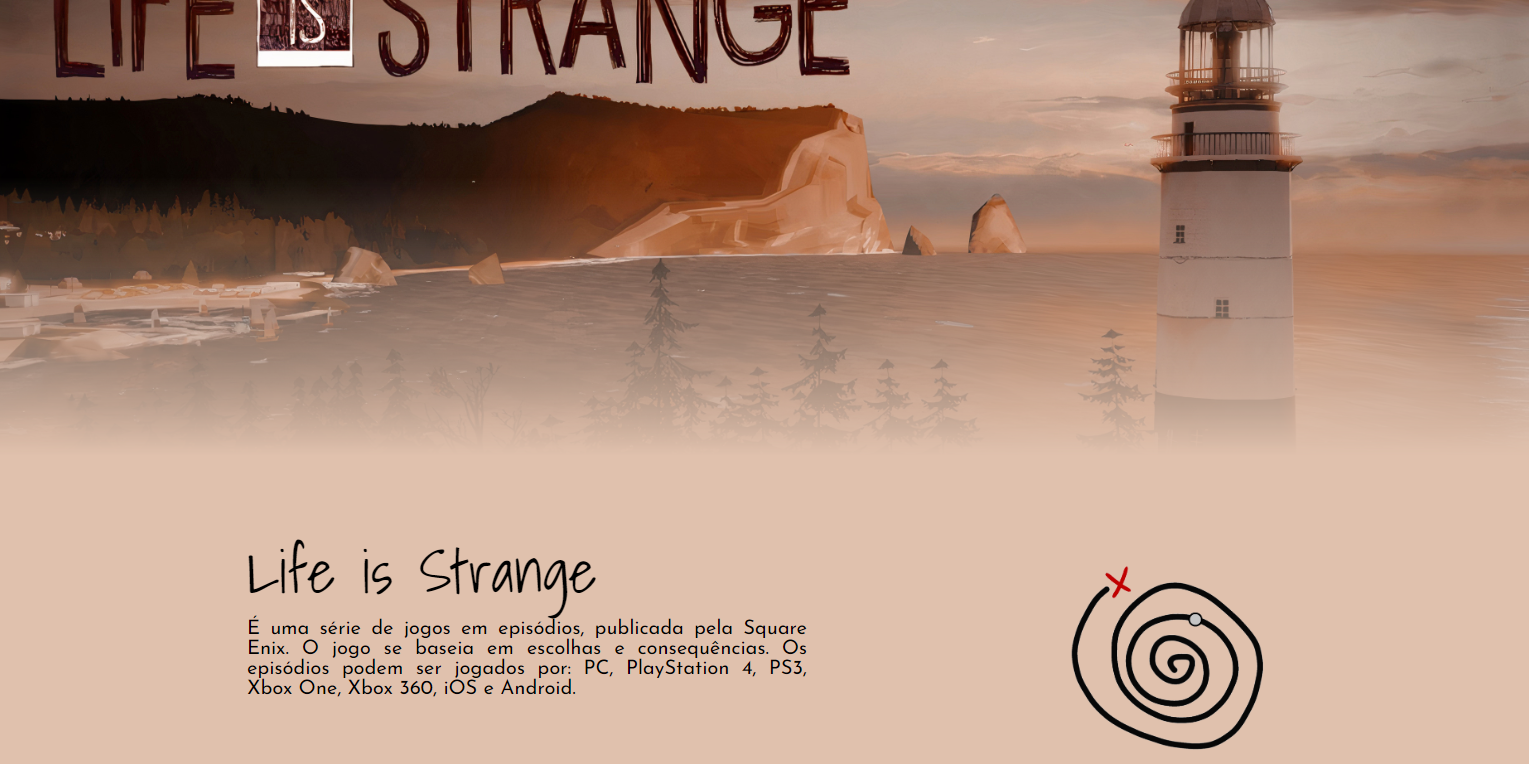 LIFE IS STRANGE
Life is Strange
É uma série de jogos em episódios, publicada pela Square
Enix. O jogo se baseia em escolhas e consequências. Os
episódios podem ser jogados por: PC, PlayStation 4, PS3,
Xbox One, Xbox 360, iOS e Android.